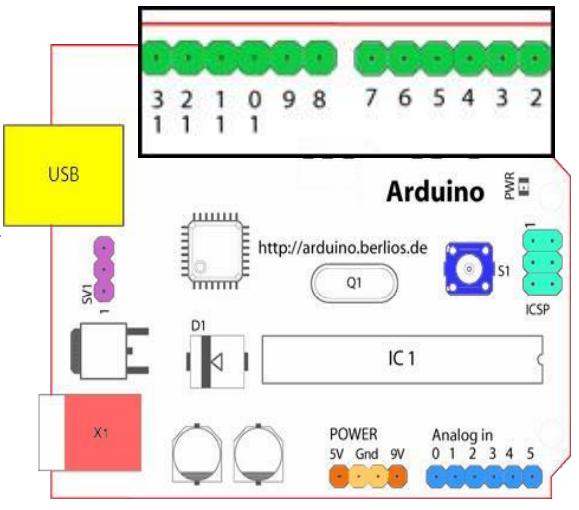 3 2 1 0 9 8 7 6 5 4 3 2
1 1 1 1
USB
Arduino
PWR
1
http://arduino.berlios.de
Q1
S1
SV1
1
ICSP
D1
IC 1
X1
POWER
5V Gnd 9V
Analog in
0 1 2 3 4 5